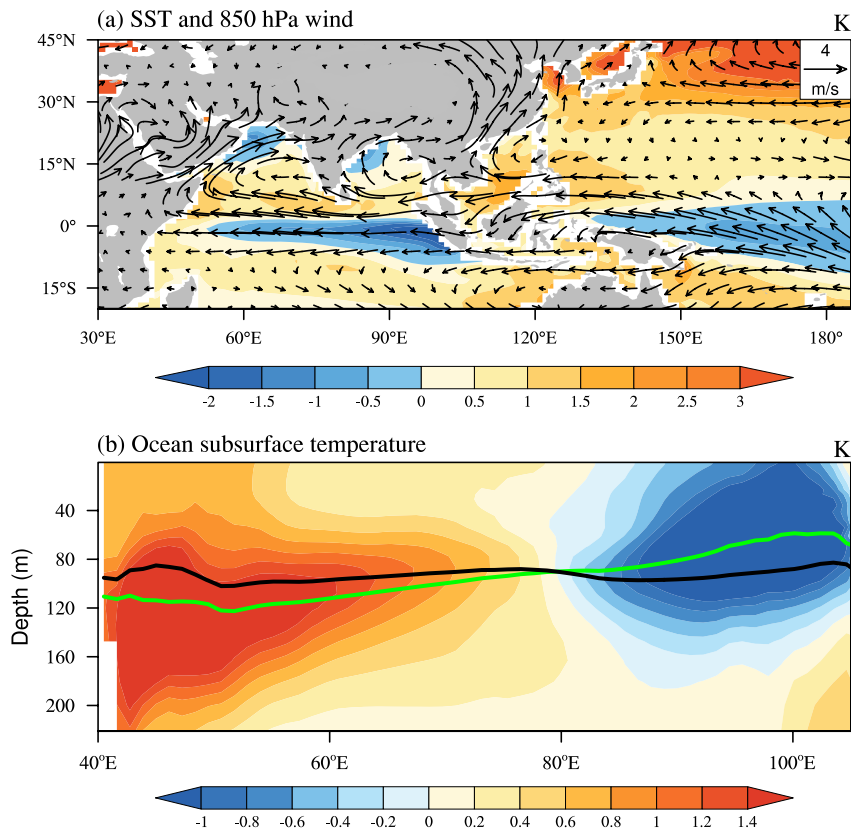 (a) SST and 850 hPa wind K
45°N
30°N
15°N
0°
15°S
4
m/s
30°E 60°E 90°E 120°E 150°E 180°
-2 -1.5 -1 -0.5 0 0.5 1 1.5 2 2.5 3
(b) Ocean subsurface temperature K
Depth (m)
40
80
120
160
200
40°E 60°E 80°E 100°E
-1 -0.8 -0.6 -0.4 -0.2 0 0.2 0.4 0.6 0.8 1 1.2 1.4